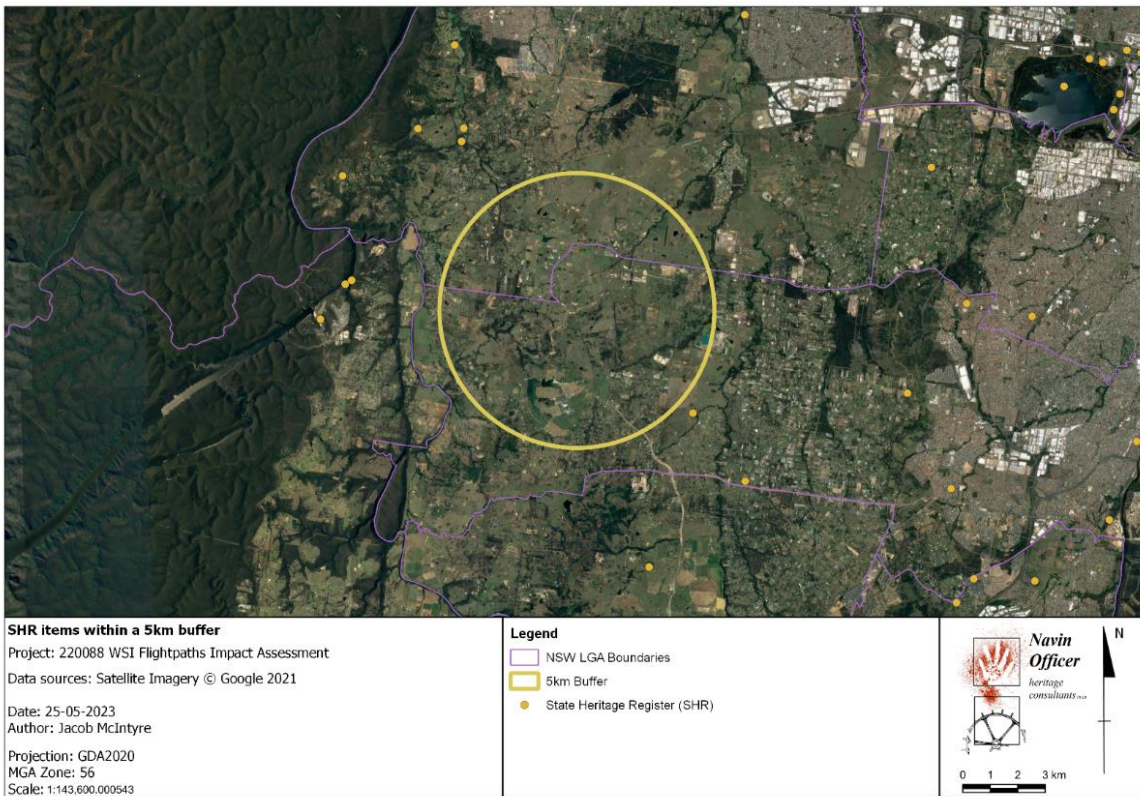 SHR items within a 5km buffer
Project: 220088 WSI Flightpaths Impact Assessment
Data sources: Satellite Imagery © Google 2021
Date: 25-05-2023
Author: Jacob McIntyre
Projection: GDA2020
MGA Zone: 56
Scale: 1:143,600.000543
Legend
NSW LGA Boundaries
5km Buffer
State Heritage Register (SHR)
Navin
Officer
heritage
consultants
N
0 1 2 3 km